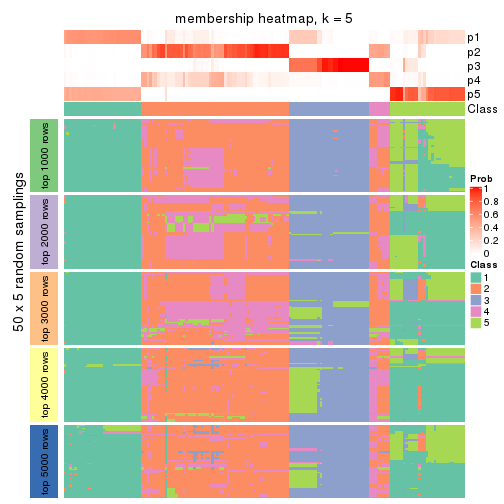 membership heatmap, k = 5
p1
p2
p3
p4
p5
Class
50 x 5 random samplings
top 1000 rows
top 2000 rows
top 3000 rows
top 4000 rows
top 5000 rows
Prob
1
0.8
0.6
0.4
0.2
0
Class
1
2
3
4
5